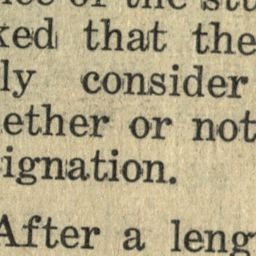 ked that the
ly consider
ether or not
ignation.
After a leng